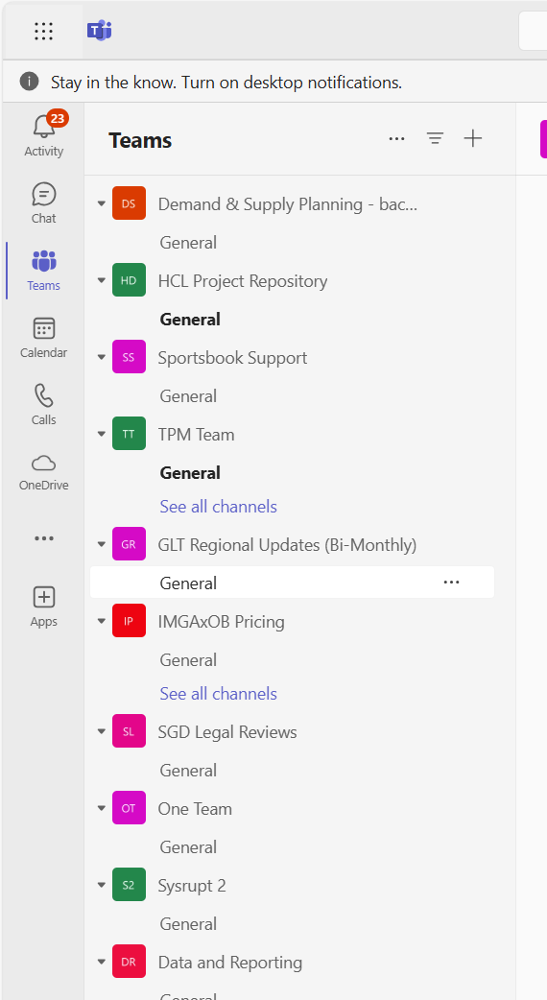 Stay in the know. Turn on desktop notifications.
23
Activity
Chat
Teams
Calendar
Calls
OneDrive
Apps
Teams
DS Demand & Supply Planning - bac...
General
HD HCL Project Repository
General
SS Sportsbook Support
General
TT TPM Team
General
See all channels
GR GLT Regional Updates (Bi-Monthly)
General
IP IMGAxOB Pricing
General
See all channels
SL SGD Legal Reviews
General
OT One Team
General
S2 Sysrupt 2
General
DR Data and Reporting
General